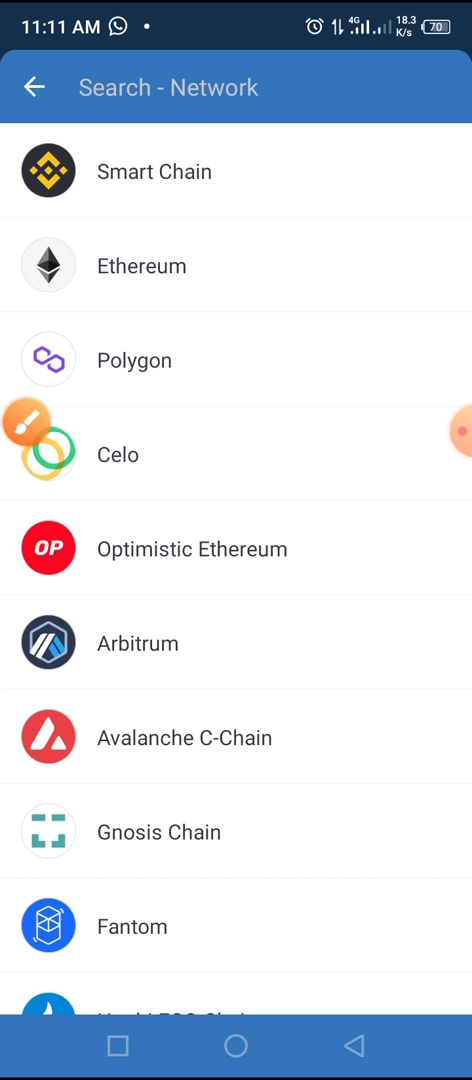 11:11 AM
4G
18.3 K/s
70
Search - Network
Smart Chain
Ethereum
Polygon
Celo
OP
Optimistic Ethereum
Arbitrum
Avalanche C-Chain
Gnosis Chain
Fantom